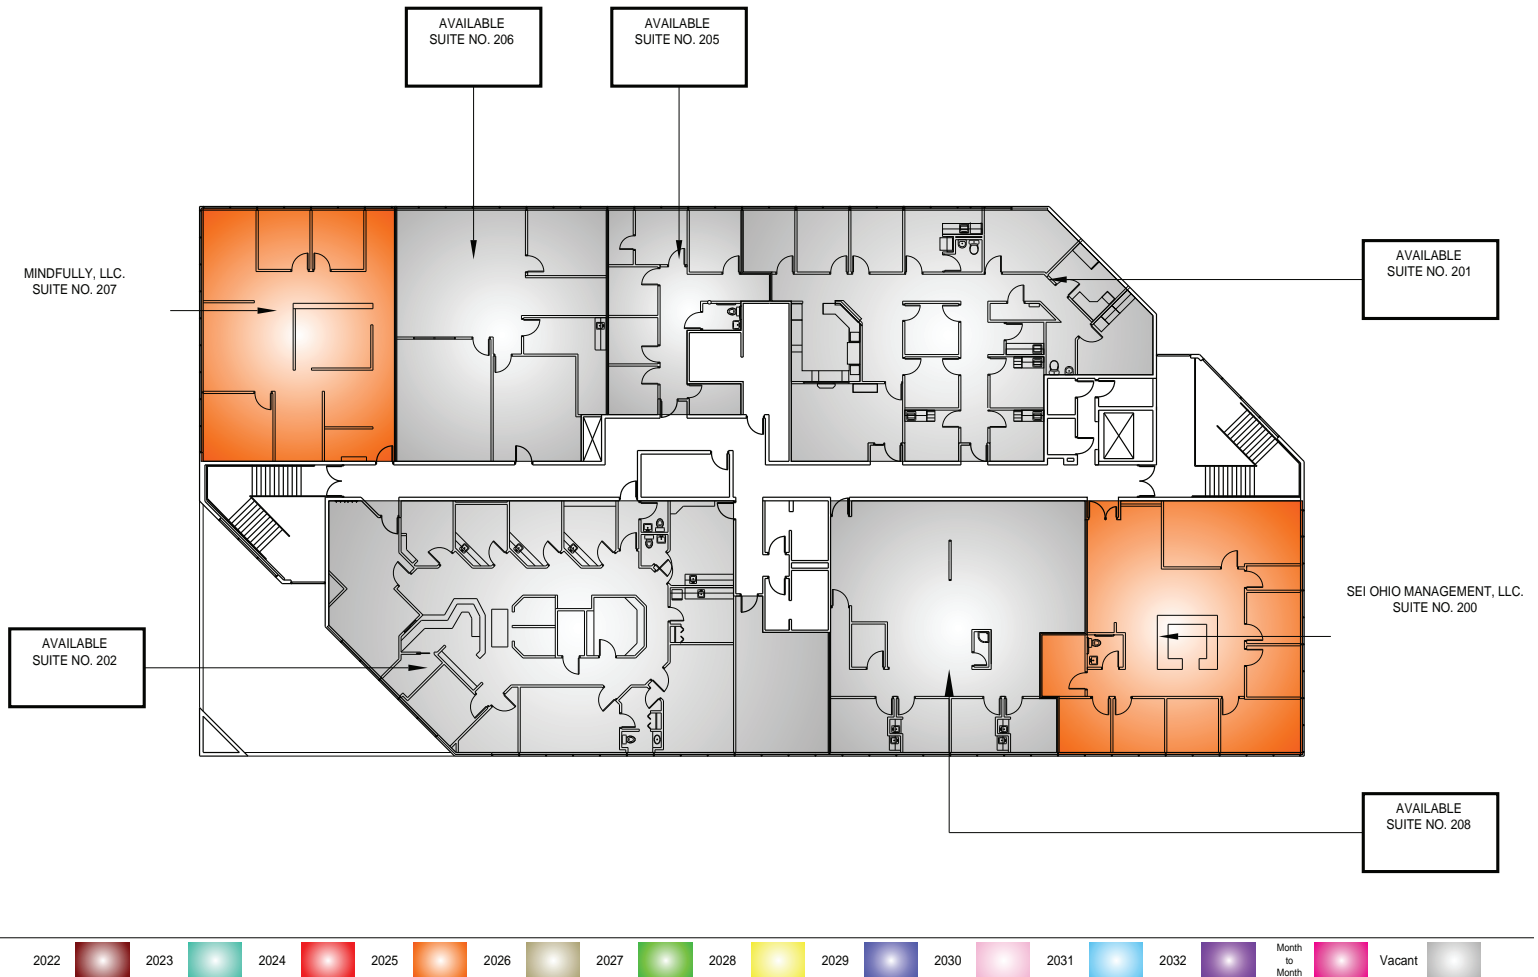 AVAILABLE
SUITE NO. 206
AVAILABLE
SUITE NO. 205
MINDFULLY, LLC.
SUITE NO. 207
AVAILABLE
SUITE NO. 201
SEI OHIO MANAGEMENT, LLC.
SUITE NO. 200
AVAILABLE
SUITE NO. 202
AVAILABLE
SUITE NO. 208
2022 2023 2024 2025 2026 2027 2028 2029 2030 2031 2032 Month to Month Vacant